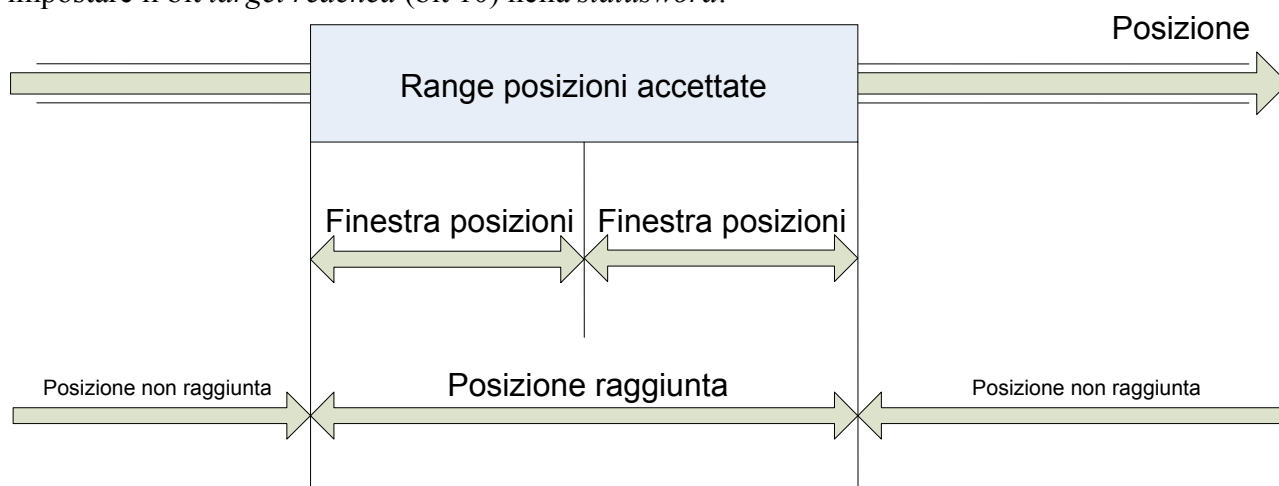 impostare il bit target reached (bit 10) nella statusword.
Posizione
Range posizioni accettate
Finestra posizioni Finestra posizioni
Posizione non raggiunta Posizione raggiunta Posizione non raggiunta